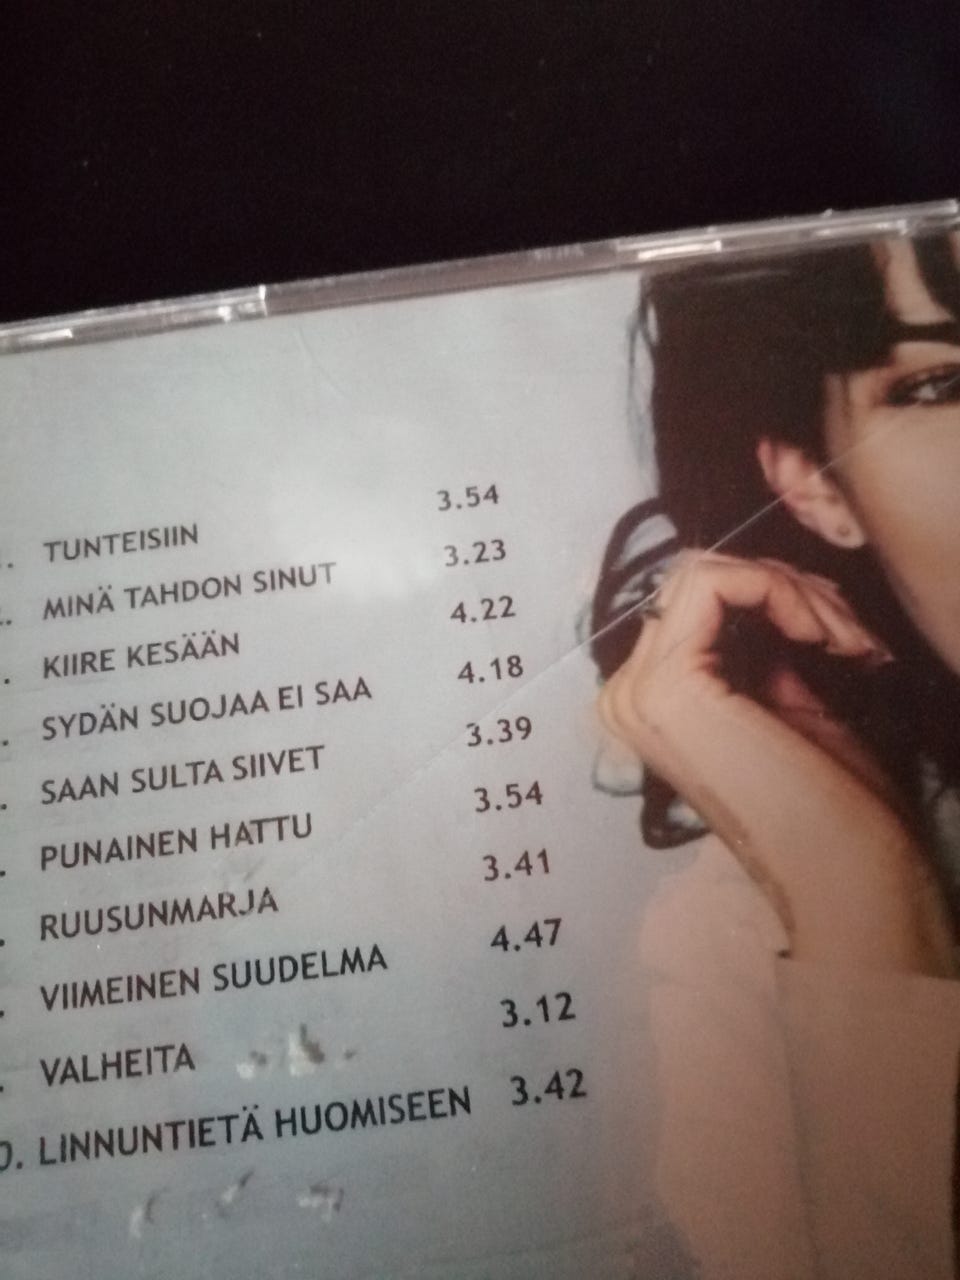 . TUNTEISIIN 3.54
. MINÄ TAHDON SINUT 3.23
. KIIRE KESÄÄN 4.22
. SYDÄN SUOJAA EI SAA 4.18
. SAAN SULTA SIIVET 3.39
. PUNAINEN HATTU 3.54
. RUUSUNMARJA 3.41
. VIIMEINEN SUUDELMA 4.47
. VALHEITA 3.12
0. LINNUNTIETÄ HUOMISEEN 3.42